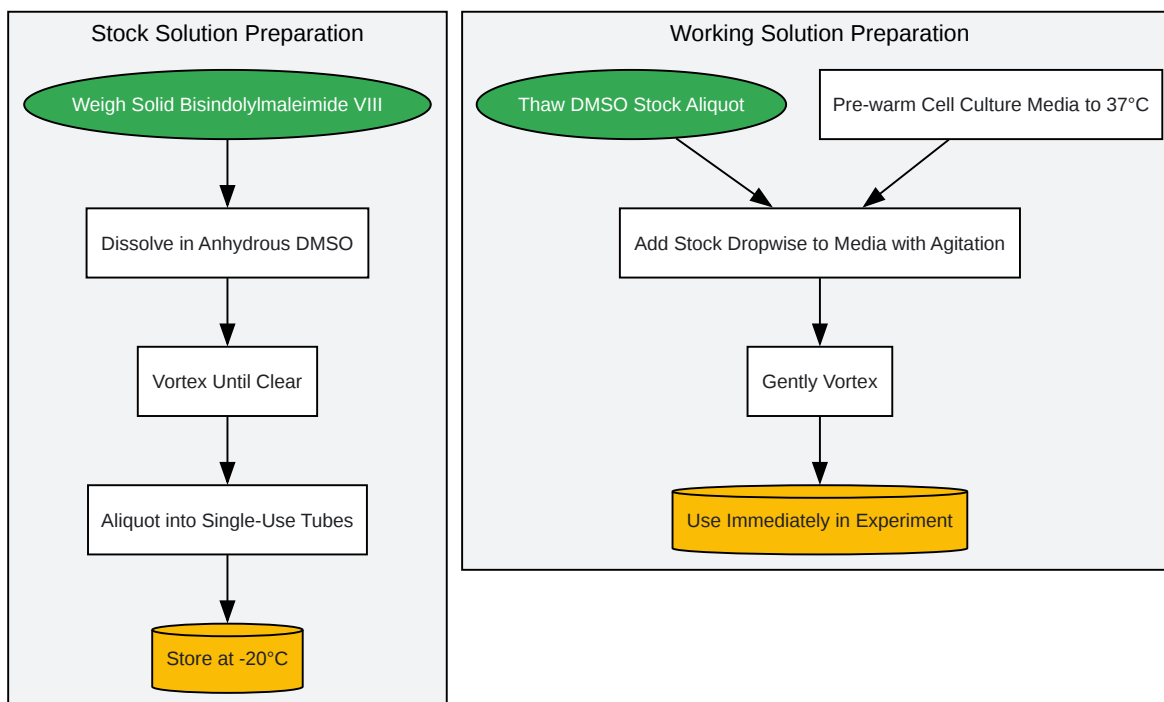 Stock Solution Preparation
Weigh Solid Bisindolylmaleimide VIII
Dissolve in Anhydrous DMSO
Vortex Until Clear
Aliquot into Single-Use Tubes
Store at -20°C
Working Solution Preparation
Thaw DMSO Stock Aliquot
Pre-warm Cell Culture Media to 37°C
Add Stock Dropwise to Media with Agitation
Gently Vortex
Use Immediately in Experiment